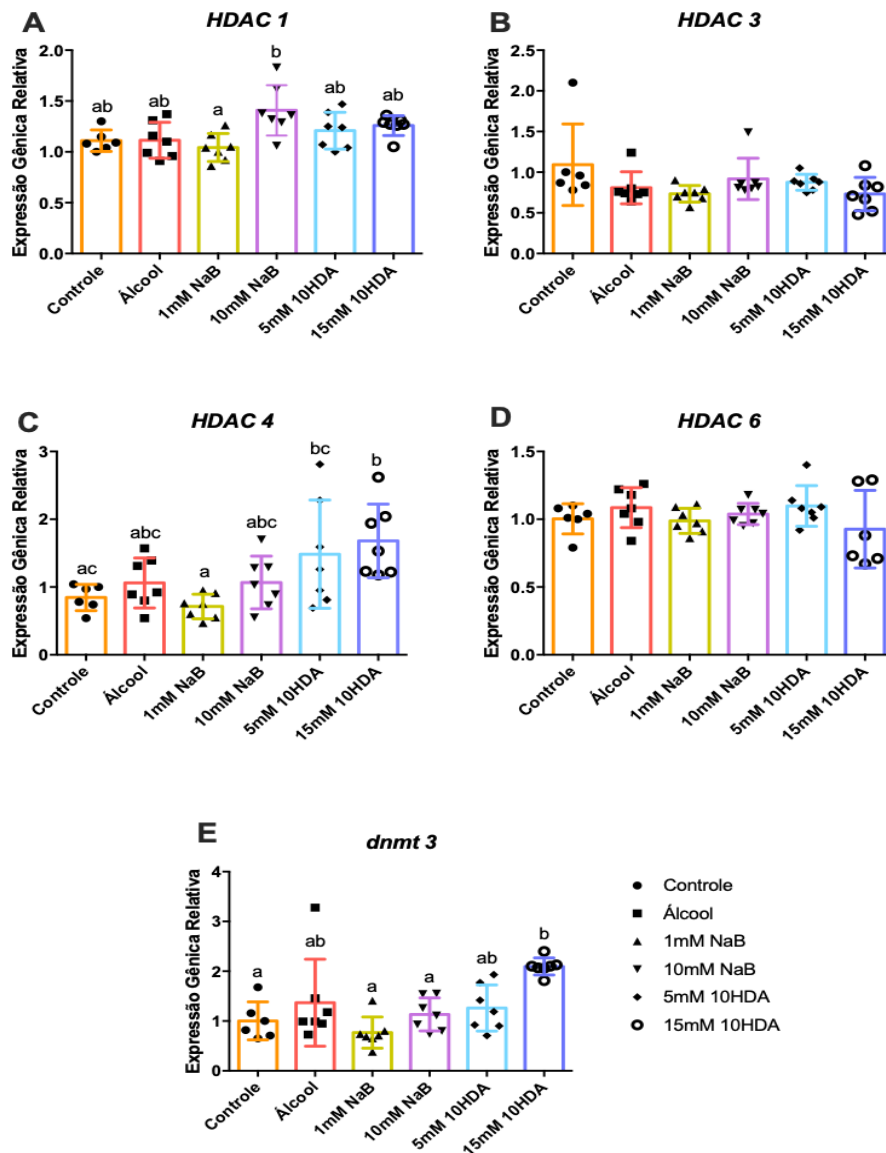 A
HDAC 1
Expressão Gênica Relativa
2.0
1.5
1.0
0.5
0.0
ab
ab
a
b
ab
ab
Controle
Álcool
1mM NaB
10mM NaB
5mM 10HDA
15mM 10HDA
B
HDAC 3
Expressão Gênica Relativa
2.5
2.0
1.5
1.0
0.5
0.0
Controle
Álcool
1mM NaB
10mM NaB
5mM 10HDA
15mM 10HDA
C
HDAC 4
Expressão Gênica Relativa
3
2
1
0
ac
abc
a
abc
bc
b
Controle
Álcool
1mM NaB
10mM NaB
5mM 10HDA
15mM 10HDA
D
HDAC 6
Expressão Gênica Relativa
1.5
1.0
0.5
0.0
Controle
Álcool
1mM NaB
10mM NaB
5mM 10HDA
15mM 10HDA
E
dnmt 3
Expressão Gênica Relativa
4
3
2
1
0
a
ab
a
a
ab
b
Controle
Álcool
1mM NaB
10mM NaB
5mM 10HDA
15mM 10HDA
Controle
Álcool
1mM NaB
10mM NaB
5mM 10HDA
15mM 10HDA